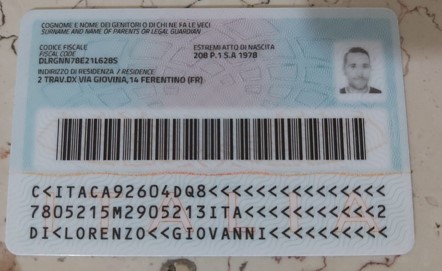 COGNOME E NOME DEI GENITORI O DI CHI NE FA LE VECI
SURNAME AND NAME OF PARENTS OR LEGAL GUARDIAN
CODICE FISCALE
FISCAL CODE
DLRGNN78E21L628S
ESTREMI ATTO DI NASCITA
208 P.1 S.A 1978
INDIRIZZO DI RESIDENZA / RESIDENCE
2 TRAV.DX VIA GIOVINA,14 FERENTINO (FR)
C<ITACA92604DQ8<<<<<<<<<<<<<<<
7805215M2905213ITA<<<<<<<<<<<2
DI<LORENZO<<GIOVANNI<<<<<<<<<<